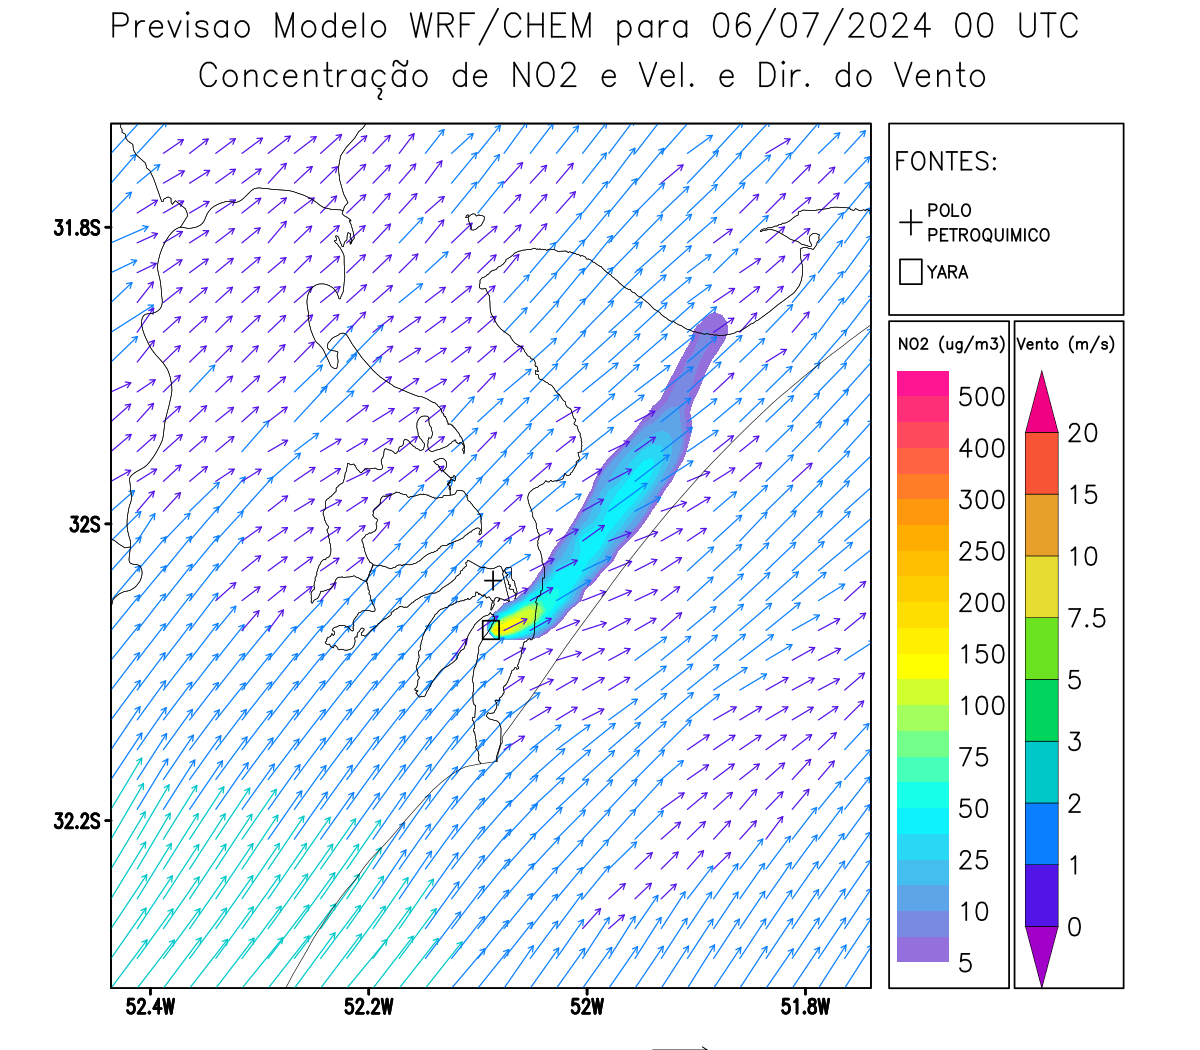 Previsao Modelo WRF/CHEM para 06/07/2024 00 UTC
Concentração de NO2 e Vel. e Dir. do Vento
FONTES:
POLO
PETROQUIMICO
YARA
NO2 (ug/m3)
500
400
300
250
200
150
100
75
50
25
10
5
Vento (m/s)
20
15
10
7.5
5
3
2
1
0
31.8S
32S
32.2S
52.4W
52.2W
52W
51.8W